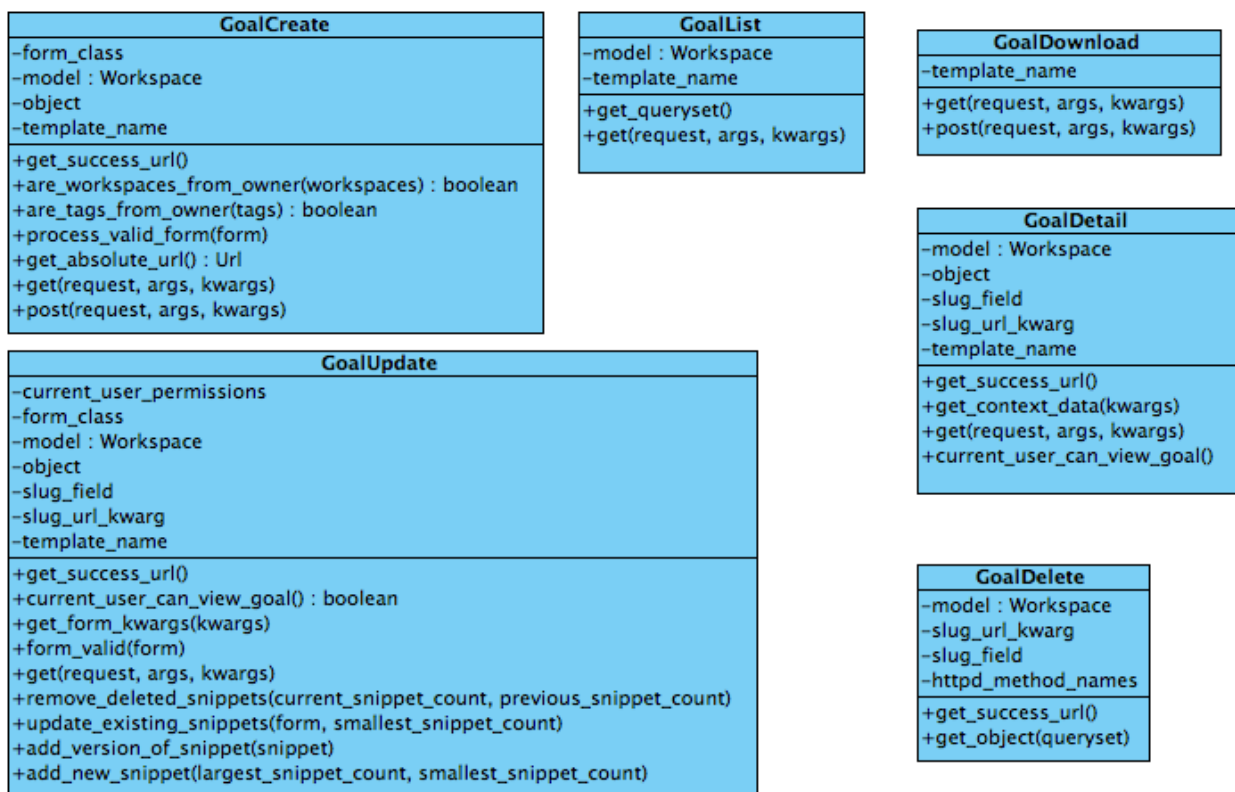 GoalCreate
-form_class
-model : Workspace
-object
-template_name
+get_success_url()
+are_workspaces_from_owner(workspaces) : boolean
+are_tags_from_owner(tags) : boolean
+process_valid_form(form)
+get_absolute_url() : Url
+get(request, args, kwargs)
+post(request, args, kwargs)
GoalList
-model : Workspace
-template_name
+get_queryset()
+get(request, args, kwargs)
GoalDownload
-template_name
+get(request, args, kwargs)
+post(request, args, kwargs)
GoalDetail
-model : Workspace
-object
-slug_field
-slug_url_kwarg
-template_name
+get_success_url()
+get_context_data(kwargs)
+get(request, args, kwargs)
+current_user_can_view_goal()
GoalUpdate
-current_user_permissions
-form_class
-model : Workspace
-object
-slug_field
-slug_url_kwarg
-template_name
+get_success_url()
+current_user_can_view_goal() : boolean
+get_form_kwargs(kwargs)
+form_valid(form)
+get(request, args, kwargs)
+remove_deleted_snippets(current_snippet_count, previous_snippet_count)
+update_existing_snippets(form, smallest_snippet_count)
+add_version_of_snippet(snippet)
+add_new_snippet(largest_snippet_count, smallest_snippet_count)
GoalDelete
-model : Workspace
-slug_url_kwarg
-slug_field
-httpd_method_names
+get_success_url()
+get_object(queryset)